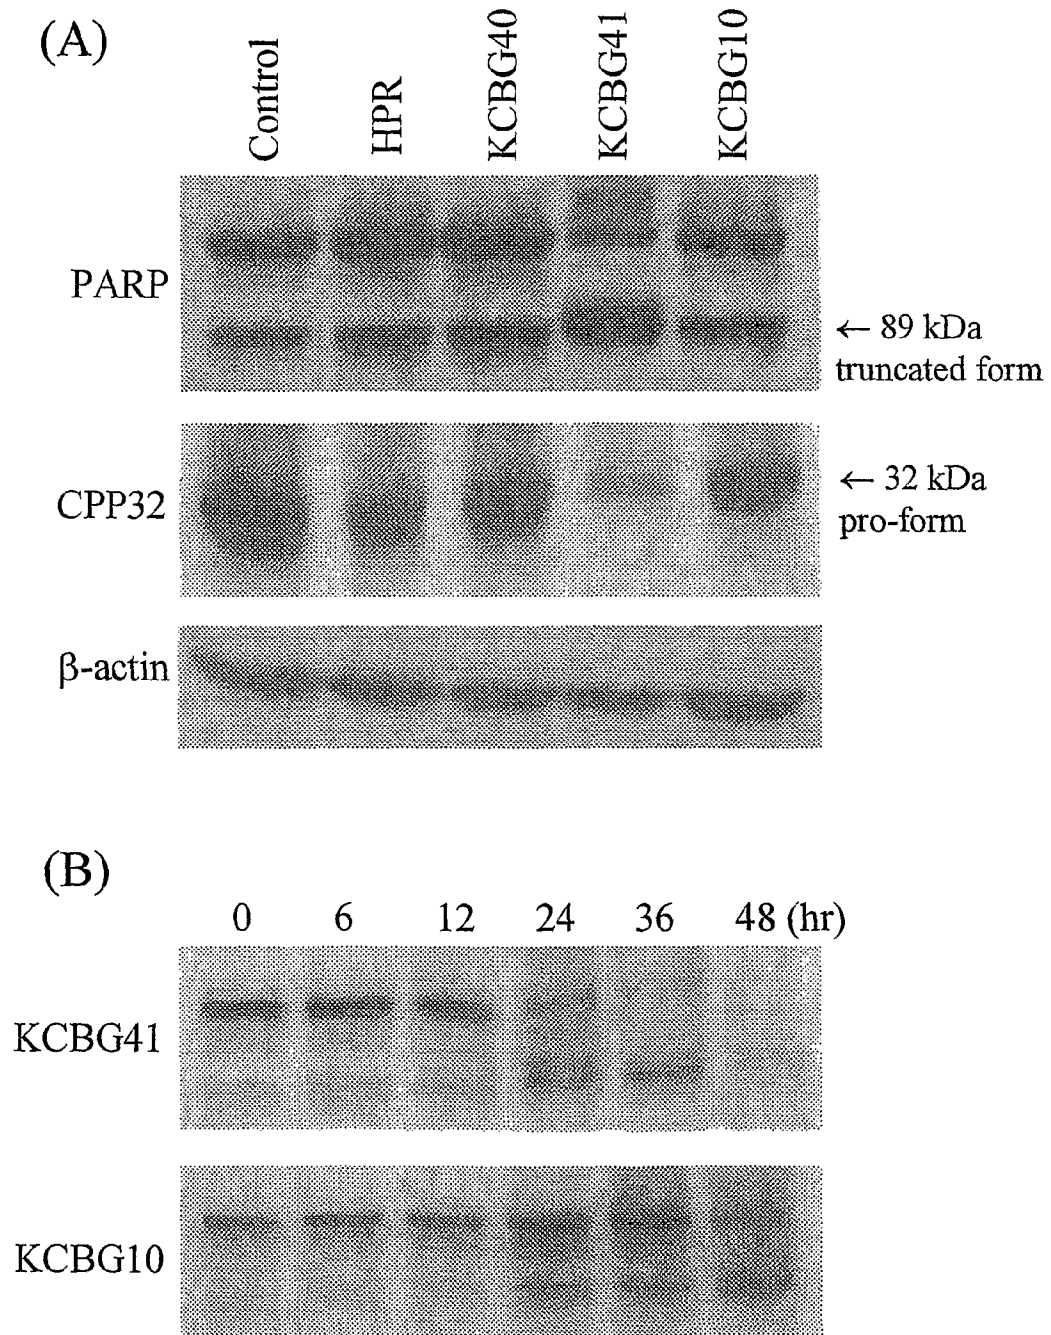 (A)
Control
HPR
KCBG40
KCBG41
KCBG10
PARP
← 89 kDa
truncated form
CPP32
← 32 kDa
pro-form
β-actin
(B)
0 6 12 24 36 48 (hr)
KCBG41
KCBG10